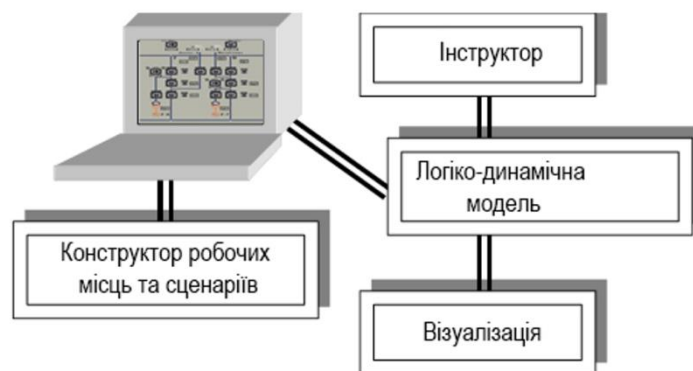 Інструктор
Логіко-динамічна
модель
Конструктор робочих
місць та сценаріїв
Візуалізація